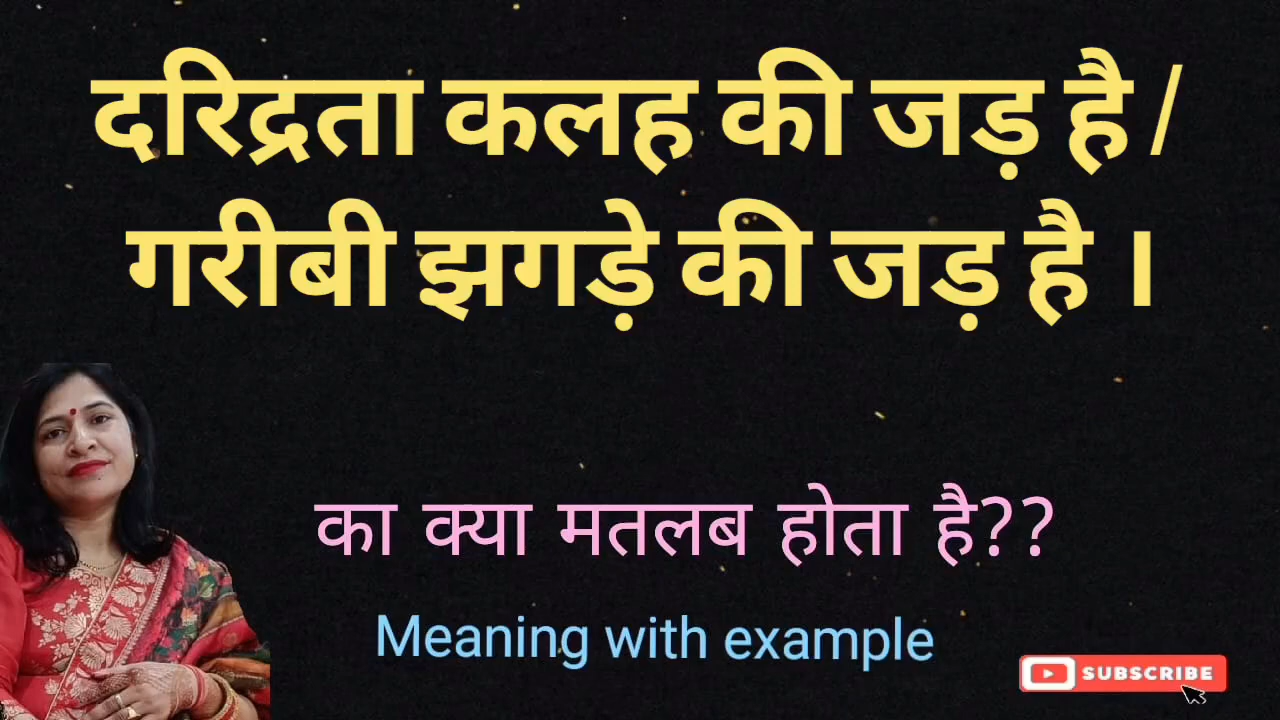 दरिद्रता कलह की जड़ है /
गरीबी झगड़े की जड़ है ।
का क्या मतलब होता है??
Meaning with example
SUBSCRIBE